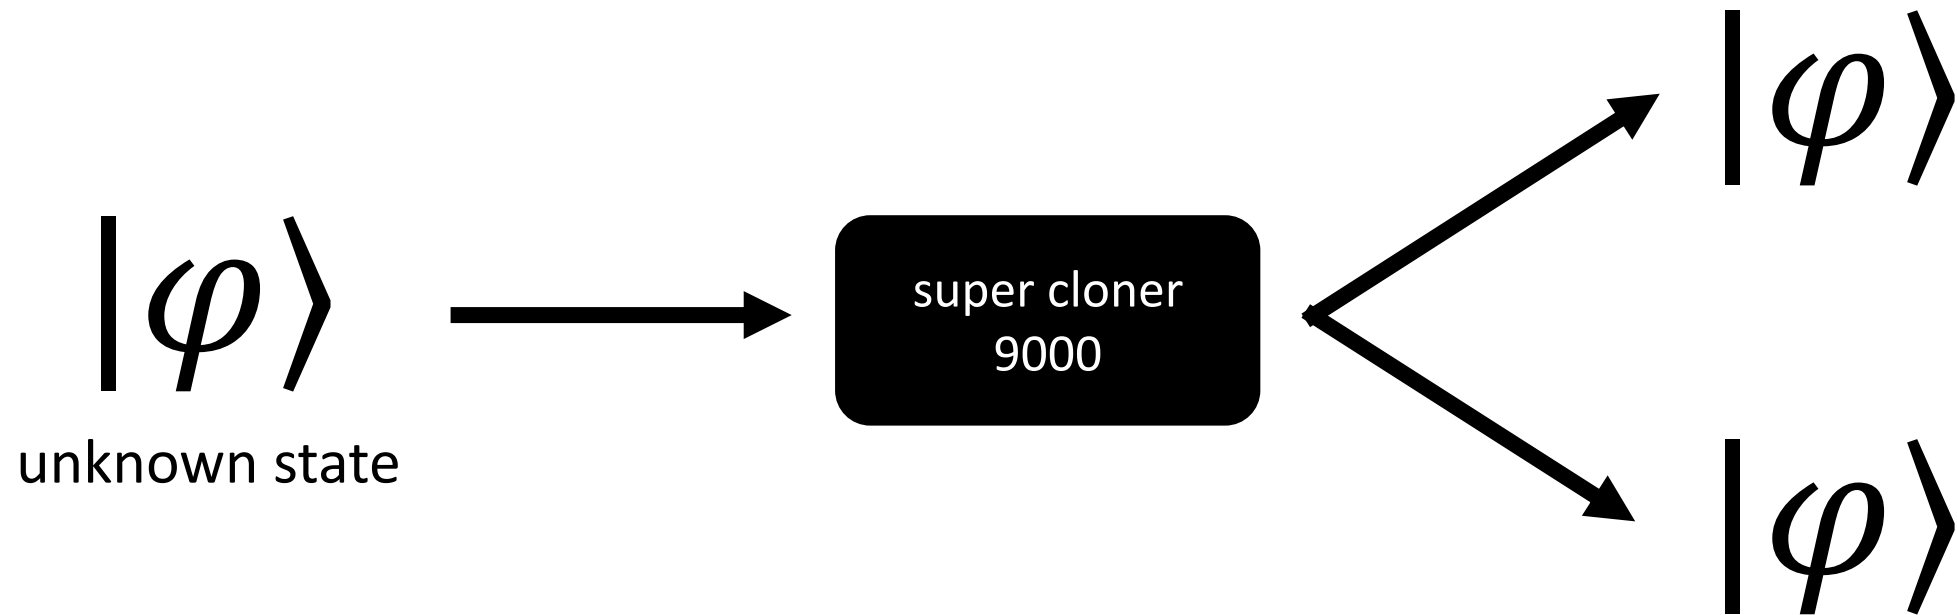 |φ⟩
unknown state
super cloner
9000
|φ⟩
|φ⟩